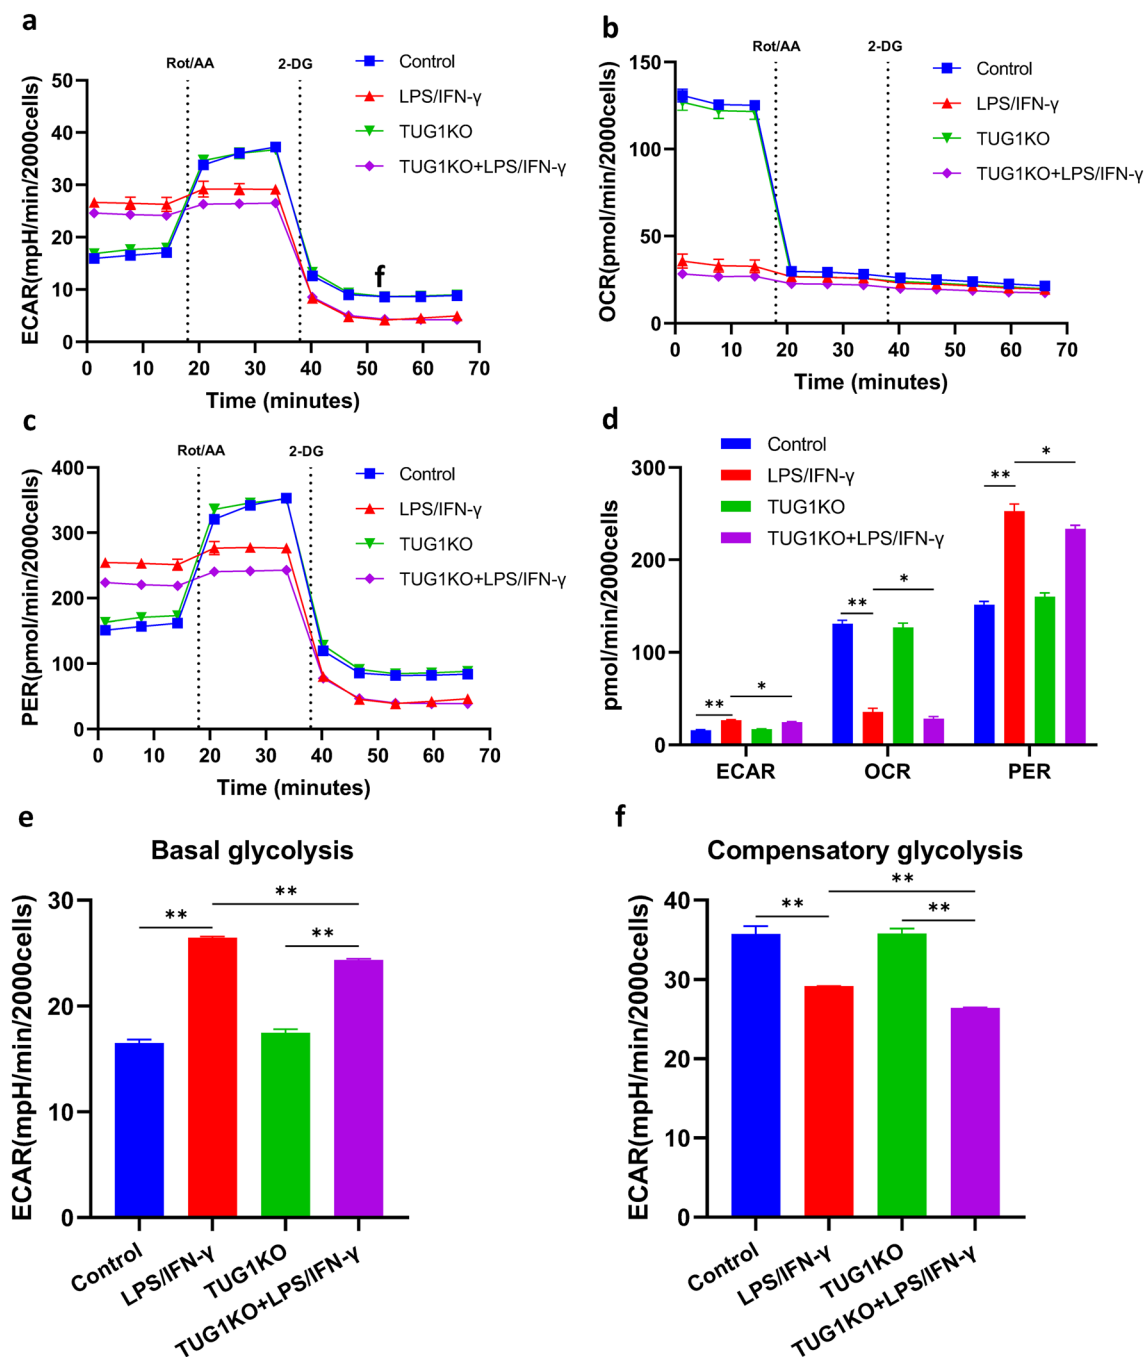 a
Rot/AA
2-DG
Control
LPS/IFN-γ
TUG1KO
TUG1KO+LPS/IFN-γ
ECAR(mpH/min/2000cells)
50
40
30
20
10
0
f
0 10 20 30 40 50 60 70
Time (minutes)
b
Rot/AA
2-DG
Control
LPS/IFN-γ
TUG1KO
TUG1KO+LPS/IFN-γ
OCR(pmol/min/2000cells)
150
100
50
0
0 10 20 30 40 50 60 70
Time (minutes)
c
Rot/AA
2-DG
Control
LPS/IFN-γ
TUG1KO
TUG1KO+LPS/IFN-γ
PER(pmol/min/2000cells)
400
300
200
100
0
0 10 20 30 40 50 60 70
Time (minutes)
d
Control
LPS/IFN-γ
TUG1KO
TUG1KO+LPS/IFN-γ
pmol/min/2000cells)
300
200
100
0
** *
** *
** *
ECAR OCR PER
e
Basal glycolysis
ECAR(mpH/min/2000cells)
30
20
10
0
**
**
**
Control
LPS/IFN-γ
TUG1KO
TUG1KO+LPS/IFN-γ
f
Compensatory glycolysis
ECAR(mpH/min/2000cells)
40
30
20
10
0
**
**
**
Control
LPS/IFN-γ
TUG1KO
TUG1KO+LPS/IFN-γ